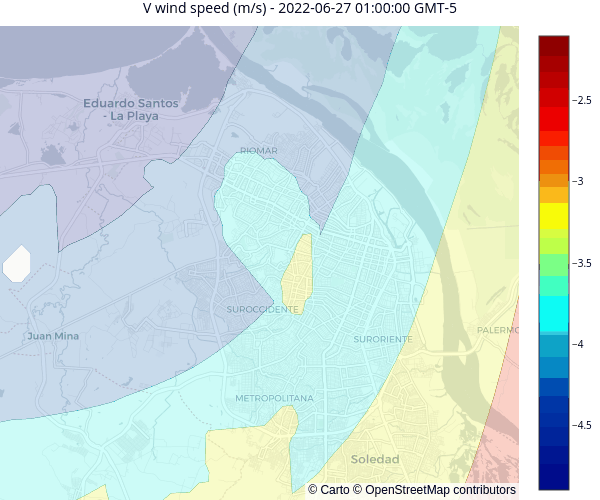 V wind speed (m/s) - 2022-06-27 01:00:00 GMT-5
Eduardo Santos
- La Playa
RIOMAR
SUROCCIDENTE
Juan Mina
SURORIENTE
PALERMO
METROPOLITANA
Soledad
© Carto © OpenStreetMap contributors
−2.5
−3
−3.5
−4
−4.5